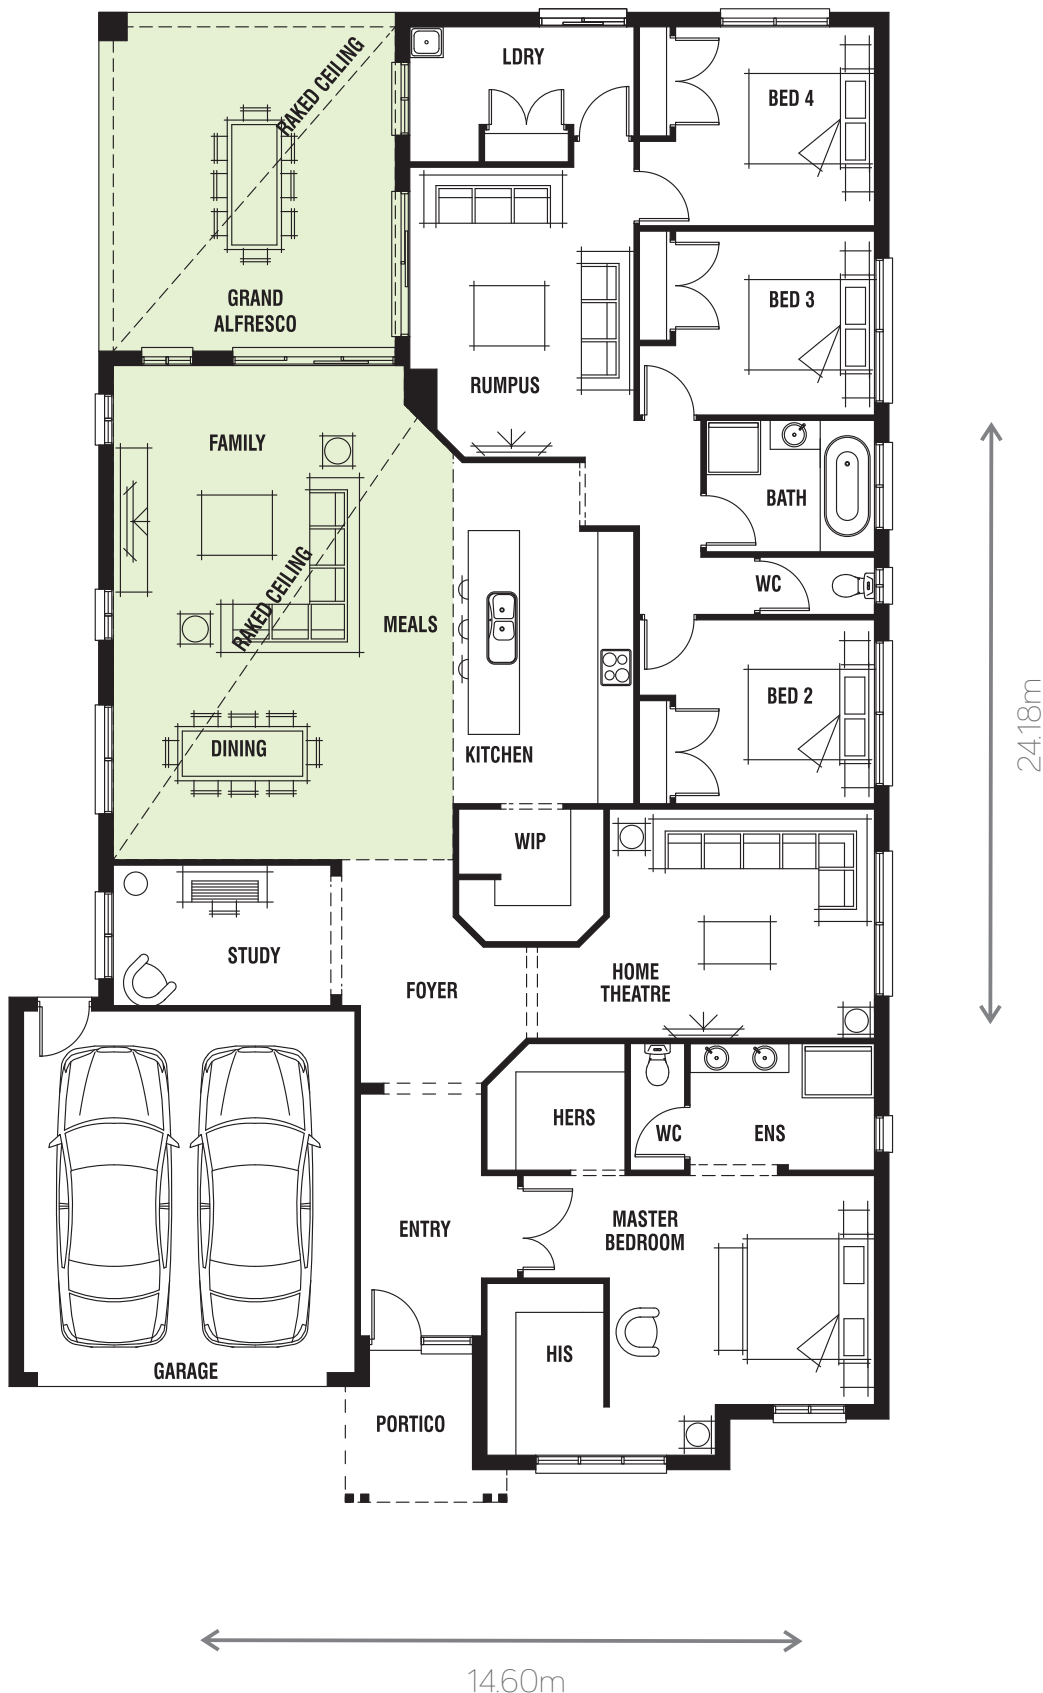 RAKED CEILING
LDRY
BED 4
GRAND
ALFRESCO
BED 3
RUMPUS
FAMILY
BATH
RAKED CEILING
MEALS
WC
BED 2
DINING
KITCHEN
24.18m
WIP
STUDY
FOYER
HOME
THEATRE
HERS
WC
ENS
ENTRY
MASTER
BEDROOM
HIS
GARAGE
PORTICO
14.60m